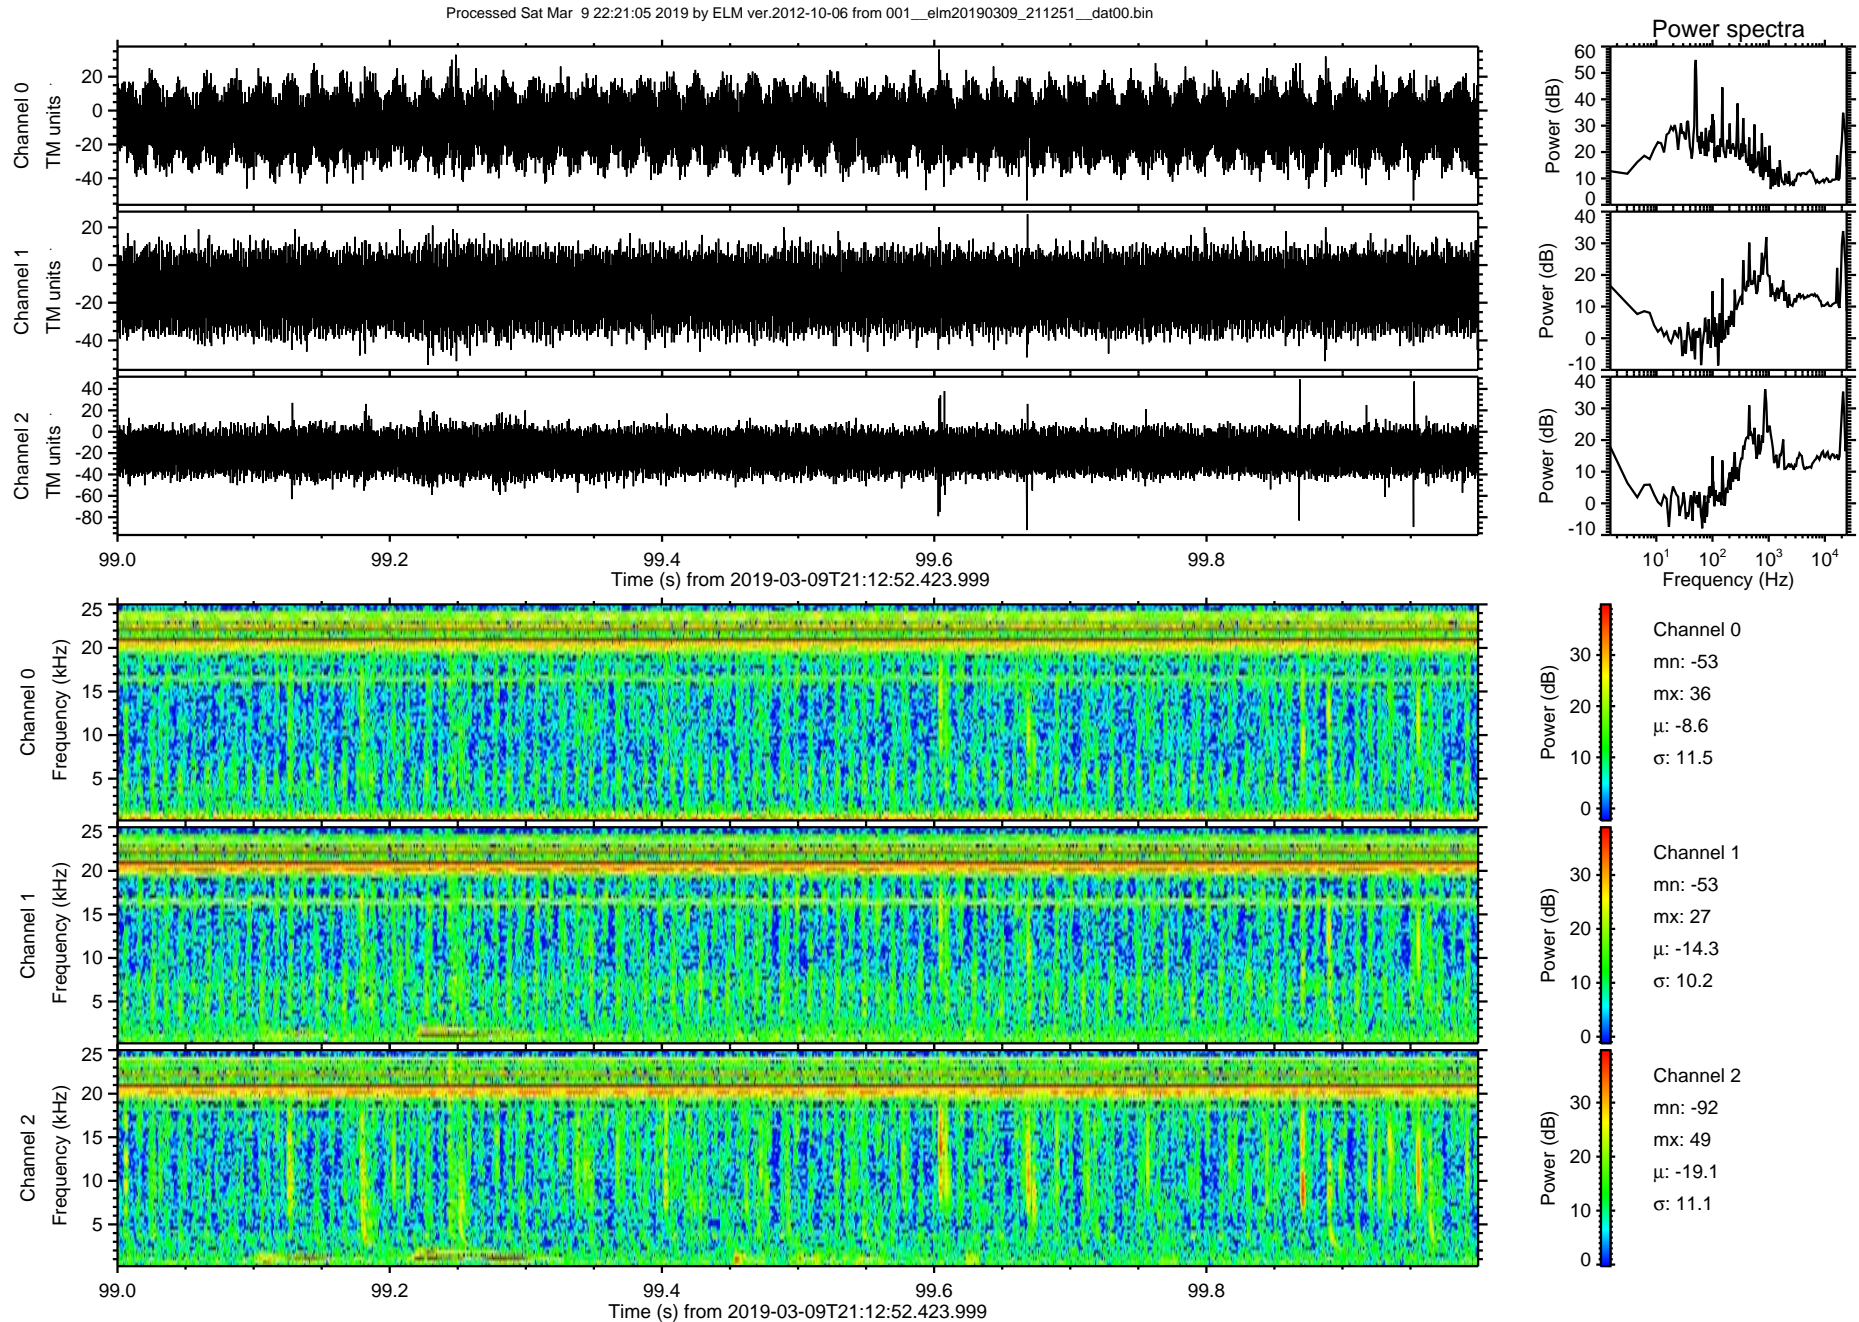 Processed Sat Mar  9 22:21:05 2019 by ELM ver.2012-10-06 from 001__elm20190309_211251__dat00.bin
Power spectra
Channel 0
TM units
20
0
-20
-40
Power (dB)
60
50
40
30
20
10
0
Channel 1
TM units
20
0
-20
-40
Power (dB)
40
30
20
10
0
-10
Channel 2
TM units
40
20
0
-20
-40
-60
-80
Power (dB)
40
30
20
10
0
-10
99.0 99.2 99.4 99.6 99.8
Time (s) from 2019-03-09T21:12:52.423.999
10¹ 10² 10³ 10⁴
Frequency (Hz)
Channel 0
Frequency (kHz)
25
20
15
10
5
Power (dB)
30
20
10
0
Channel 0
mn: -53
mx: 36
μ: -8.6
σ: 11.5
Channel 1
Frequency (kHz)
25
20
15
10
5
Power (dB)
30
20
10
0
Channel 1
mn: -53
mx: 27
μ: -14.3
σ: 10.2
Channel 2
Frequency (kHz)
25
20
15
10
5
Power (dB)
30
20
10
0
Channel 2
mn: -92
mx: 49
μ: -19.1
σ: 11.1
99.0 99.2 99.4 99.6 99.8
Time (s) from 2019-03-09T21:12:52.423.999